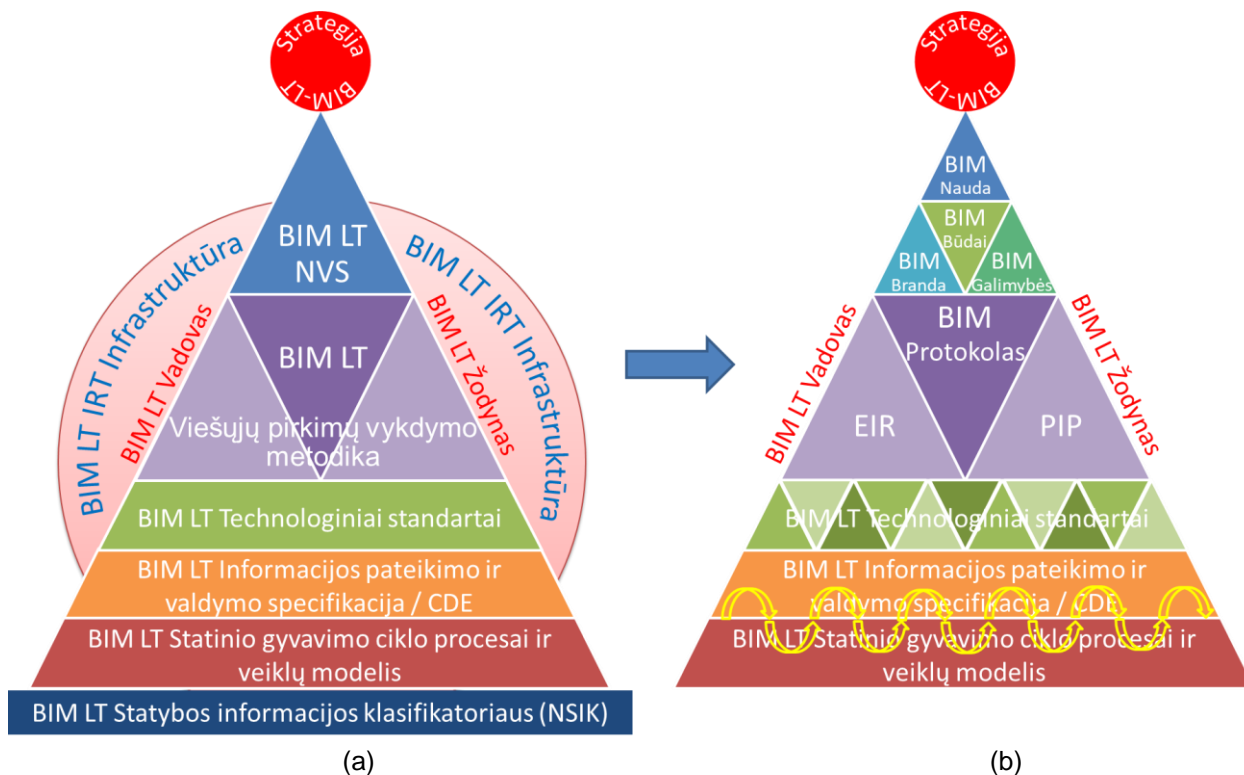 Strategija
BIM-LT
BIM LT
NVS
BIM LT IRT Infrastruktūra
BIM LT IRT Infrastruktūra
BIM LT Vadovas
BIM LT Žodynas
BIM LT
Viešųjų pirkimų vykdymo
metodika
BIM LT Technologiniai standartai
BIM LT Informacijos pateikimo ir
valdymo specifikacija / CDE
BIM LT Statinio gyvavimo ciklo procesai ir
veiklų modelis
BIM LT Statybos informacijos klasifikatoriaus (NSIK)
(a)
Strategija
BIM-LT
BIM
Nauda
BIM
Būdai
BIM
Branda
BIM
Galimybės
BIM LT Vadovas
BIM LT Žodynas
BIM
Protokolas
EIR
PIP
BIM LT Technologiniai standartai
BIM LT Informacijos pateikimo ir
valdymo specifikacija / CDE
BIM LT Statinio gyvavimo ciklo procesai ir
veiklų modelis
(b)